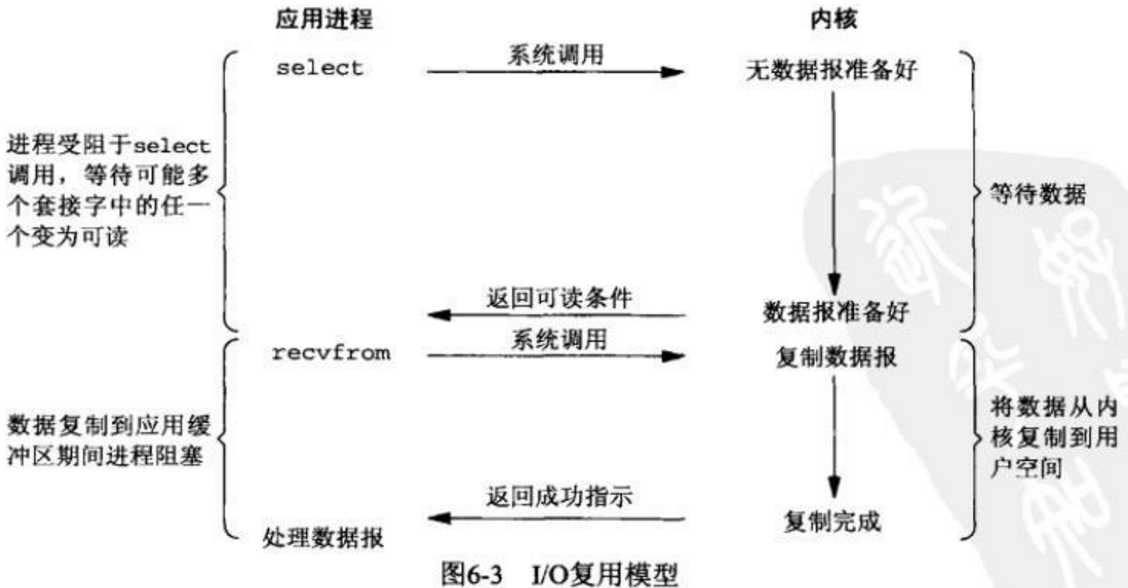 应用进程
内核
select
系统调用
无数据报准备好
进程受阻于select
调用，等待可能多
个套接字中的任一
个变为可读
等待数据
返回可读条件
数据报准备好
recvfrom
系统调用
复制数据报
数据复制到应用缓
冲区期间进程阻塞
将数据从内
核复制到用
户空间
返回成功指示
复制完成
处理数据报
图6-3 I/O复用模型